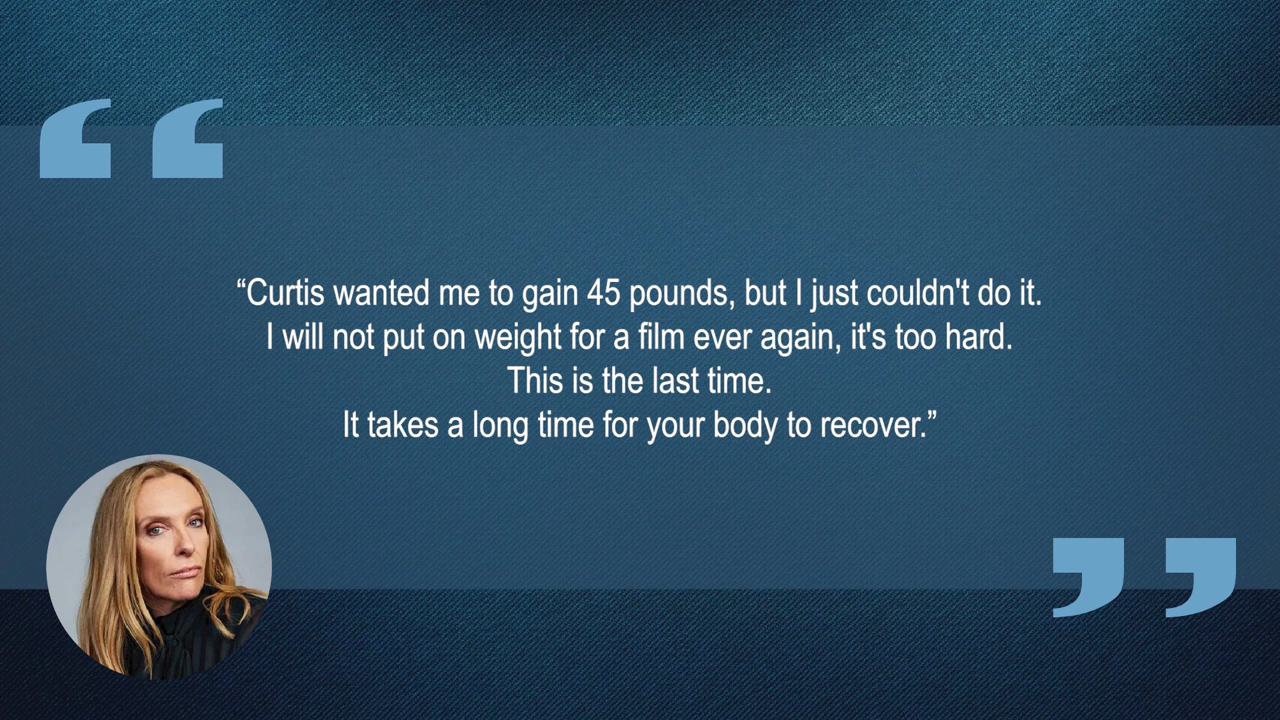 “Curtis wanted me to gain 45 pounds, but I just couldn't do it.
I will not put on weight for a film ever again, it's too hard.
This is the last time.
It takes a long time for your body to recover.”